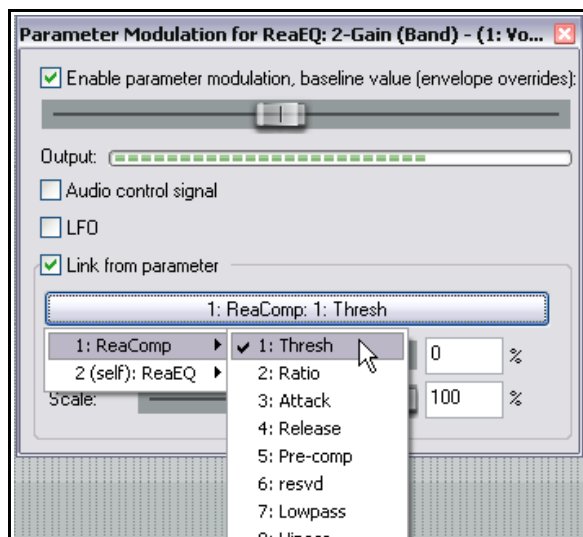 Parameter Modulation for ReaEQ: 2-Gain (Band) - (1: Vo...
Enable parameter modulation, baseline value (envelope overrides):
Output:
Audio control signal
LFO
Link from parameter
1: ReaComp: 1: Thresh
1: ReaComp
2 (self): ReaEQ
1: Thresh
2: Ratio
3: Attack
4: Release
5: Pre-comp
6: resvd
7: Lowpass
0 %
Scale: 100 %